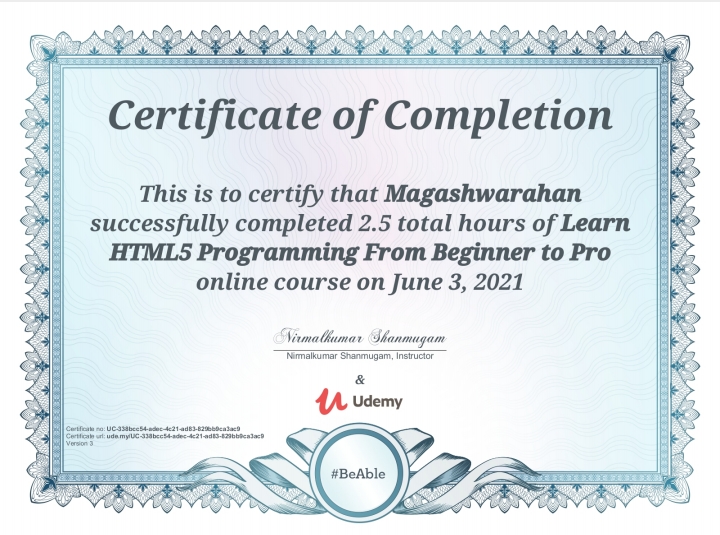 Certificate of Completion
This is to certify that Magashwarahan
successfully completed 2.5 total hours of Learn
HTML5 Programming From Beginner to Pro
online course on June 3, 2021
Nirmalkumar Shanmugam
Nirmalkumar Shanmugam, Instructor
&
Udemy
Certificate no: UC-338bcc54-adec-4c21-ad83-829bb9ca3ac9
Certificate url: ude.my/UC-338bcc54-adec-4c21-ad83-829bb9ca3ac9
Version 3
#BeAble